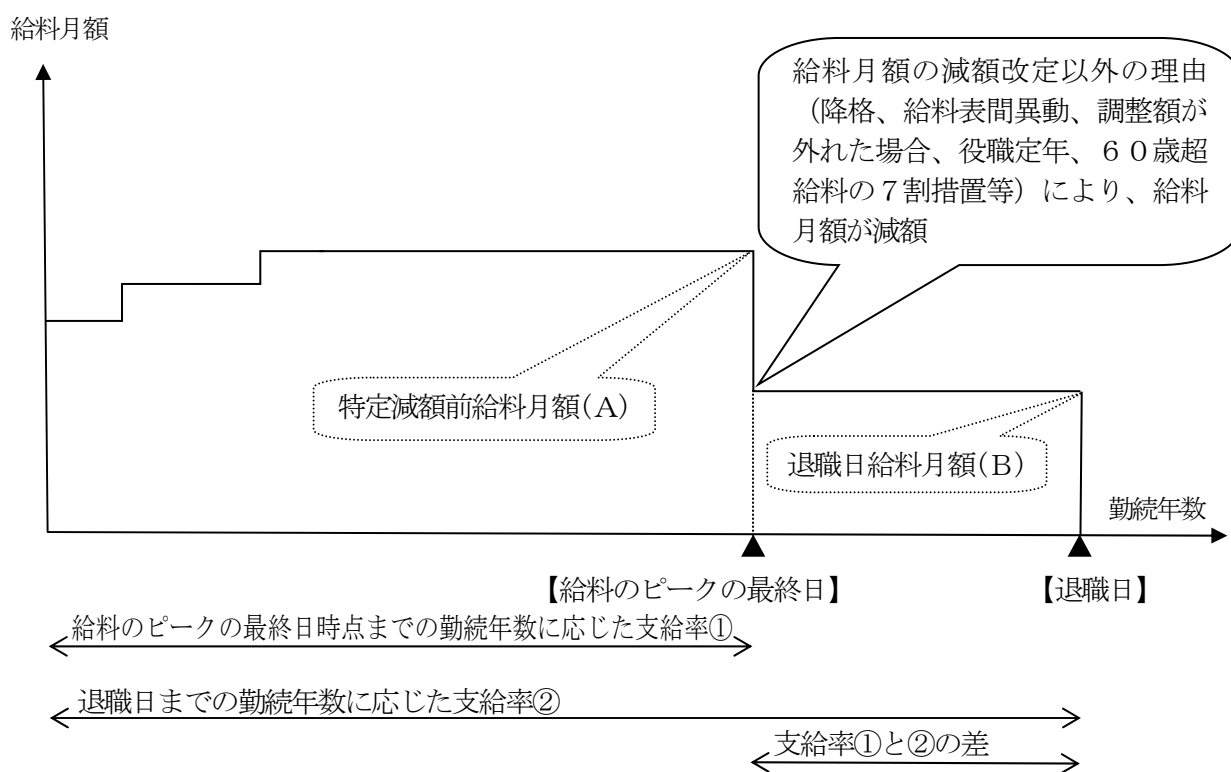 給料月額
給料月額の減額改定以外の理由
（降格、給料表間異動、調整額が
外れた場合、役職定年、６０歳超
給料の７割措置等）により、給料
月額が減額
特定減額前給料月額(Ａ)
退職日給料月額(Ｂ)
勤続年数
【給料のピークの最終日】
【退職日】
給料のピークの最終日時点までの勤続年数に応じた支給率①
退職日までの勤続年数に応じた支給率②
支給率①と②の差